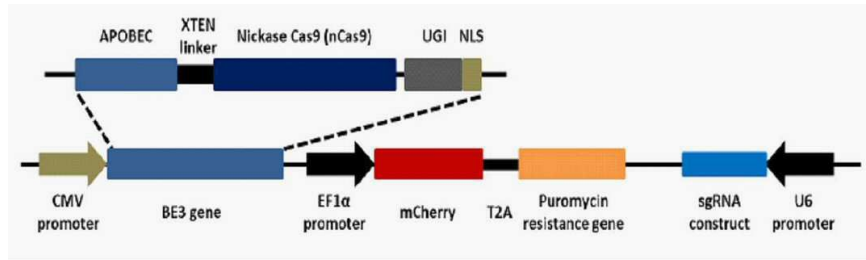 APOBEC
XTEN
linker
Nickase Cas9 (nCas9)
UGI
NLS
CMV
promoter
BE3 gene
EF1α
promoter
mCherry
T2A
Puromycin
resistance gene
sgRNA
construct
U6
promoter